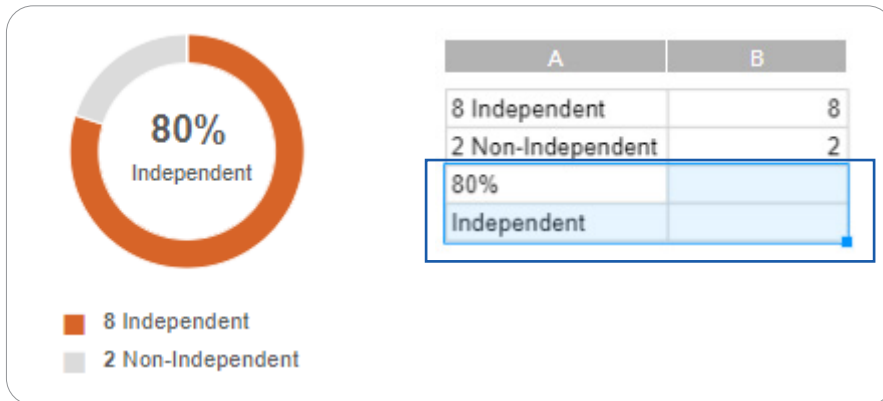 80%
Independent
8 Independent
2 Non-Independent
A B
8 Independent 8
2 Non-Independent 2
80%
Independent